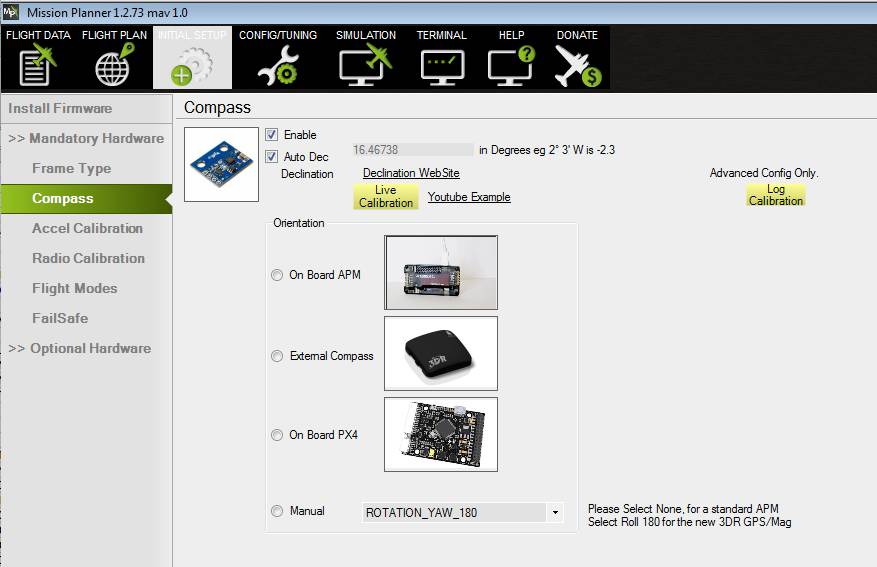 Mission Planner 1.2.73 mav 1.0
FLIGHT DATA FLIGHT PLAN INITIAL SETUP CONFIG/TUNING SIMULATION TERMINAL HELP DONATE
Install Firmware
>> Mandatory Hardware
Frame Type
Compass
Accel Calibration
Radio Calibration
Flight Modes
FailSafe
>> Optional Hardware
Compass
Enable
Auto Dec
16.46738 in Degrees eg 2° 3' W is -2.3
Declination
Declination WebSite
Live
Calibration
Youtube Example
Advanced Config Only.
Log
Calibration
Orientation
On Board APM
External Compass
3DR
On Board PX4
Manual
ROTATION_YAW_180
Please Select None, for a standard APM
Select Roll 180 for the new 3DR GPS/Mag